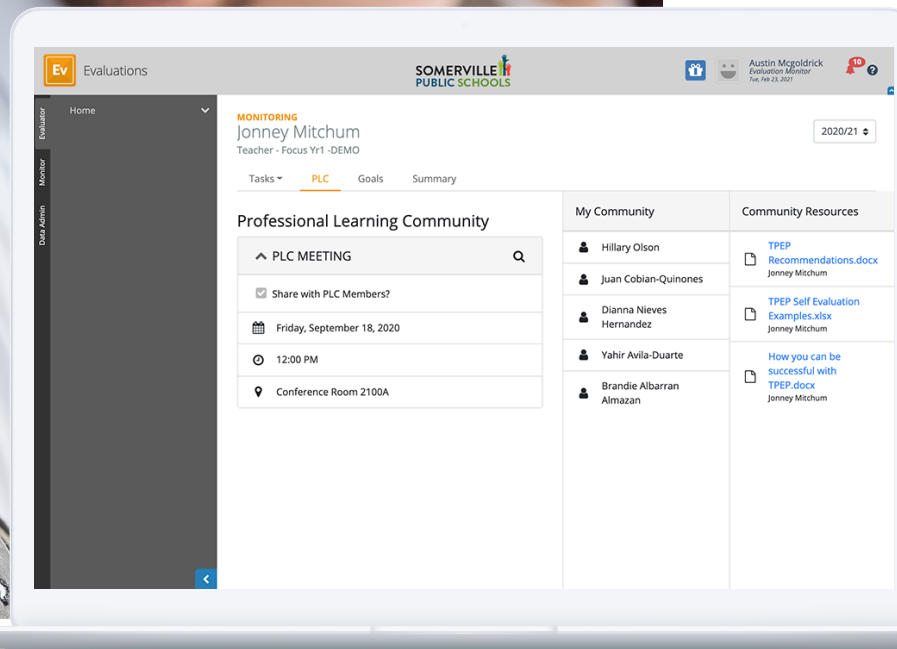 Ev Evaluations
SOMERVILLE
PUBLIC SCHOOLS
Austin Mcgoldrick
Evaluation Monitor
Tue, Feb 23, 2021
10
Evaluator
Monitor
Data Admin
Home
MONITORING
Jonney Mitchum
Teacher - Focus Yr1 -DEMO
2020/21
Tasks
PLC
Goals
Summary
Professional Learning Community
PLC MEETING
Share with PLC Members?
Friday, September 18, 2020
12:00 PM
Conference Room 2100A
My Community
Hillary Olson
Juan Cobian-Quinones
Dianna Nieves
Hernandez
Yahir Avila-Duarte
Brandie Albarran
Almazan
Community Resources
TPEP
Recommendations.docx
Jonney Mitchum
TPEP Self Evaluation
Examples.xlsx
Jonney Mitchum
How you can be
successful with
TPEP.docx
Jonney Mitchum